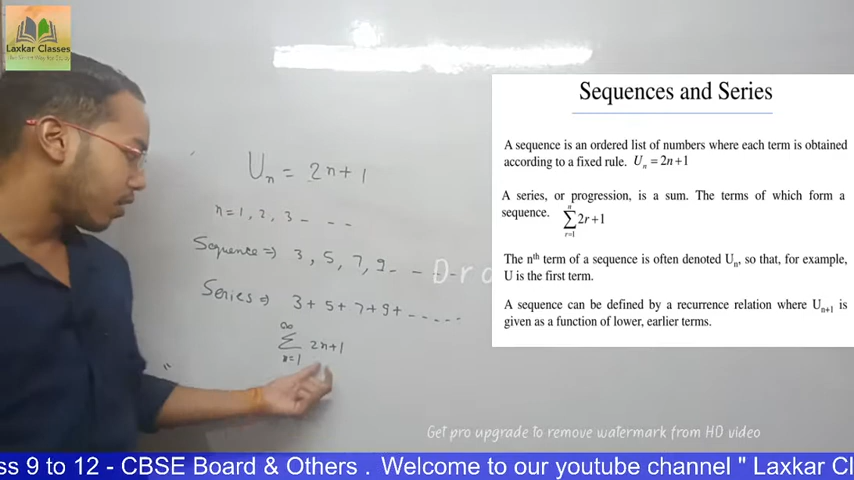 Laxkar Classes
Sequences and Series
A sequence is an ordered list of numbers where each term is obtained
according to a fixed rule. Uₙ = 2n+1
A series, or progression, is a sum. The terms of which form a
sequence. ∑ⁿᵣ₌₁ 2r+1
The nᵗʰ term of a sequence is often denoted Uₙ, so that, for example,
U is the first term.
A sequence can be defined by a recurrence relation where Uₙ₊₁ is
given as a function of lower, earlier terms.
Uₙ = 2n+1
n=1, 2, 3 - - -
Sequence ⇒ 3, 5, 7, 9 - - - -
Series ⇒ 3+5+7+9+ - - - - - -
∞
∑ 2n+1
n=1
Get pro upgrade to remove watermark from HD video
ss 9 to 12 - CBSE Board & Others . Welcome to our youtube channel " Laxkar Cl